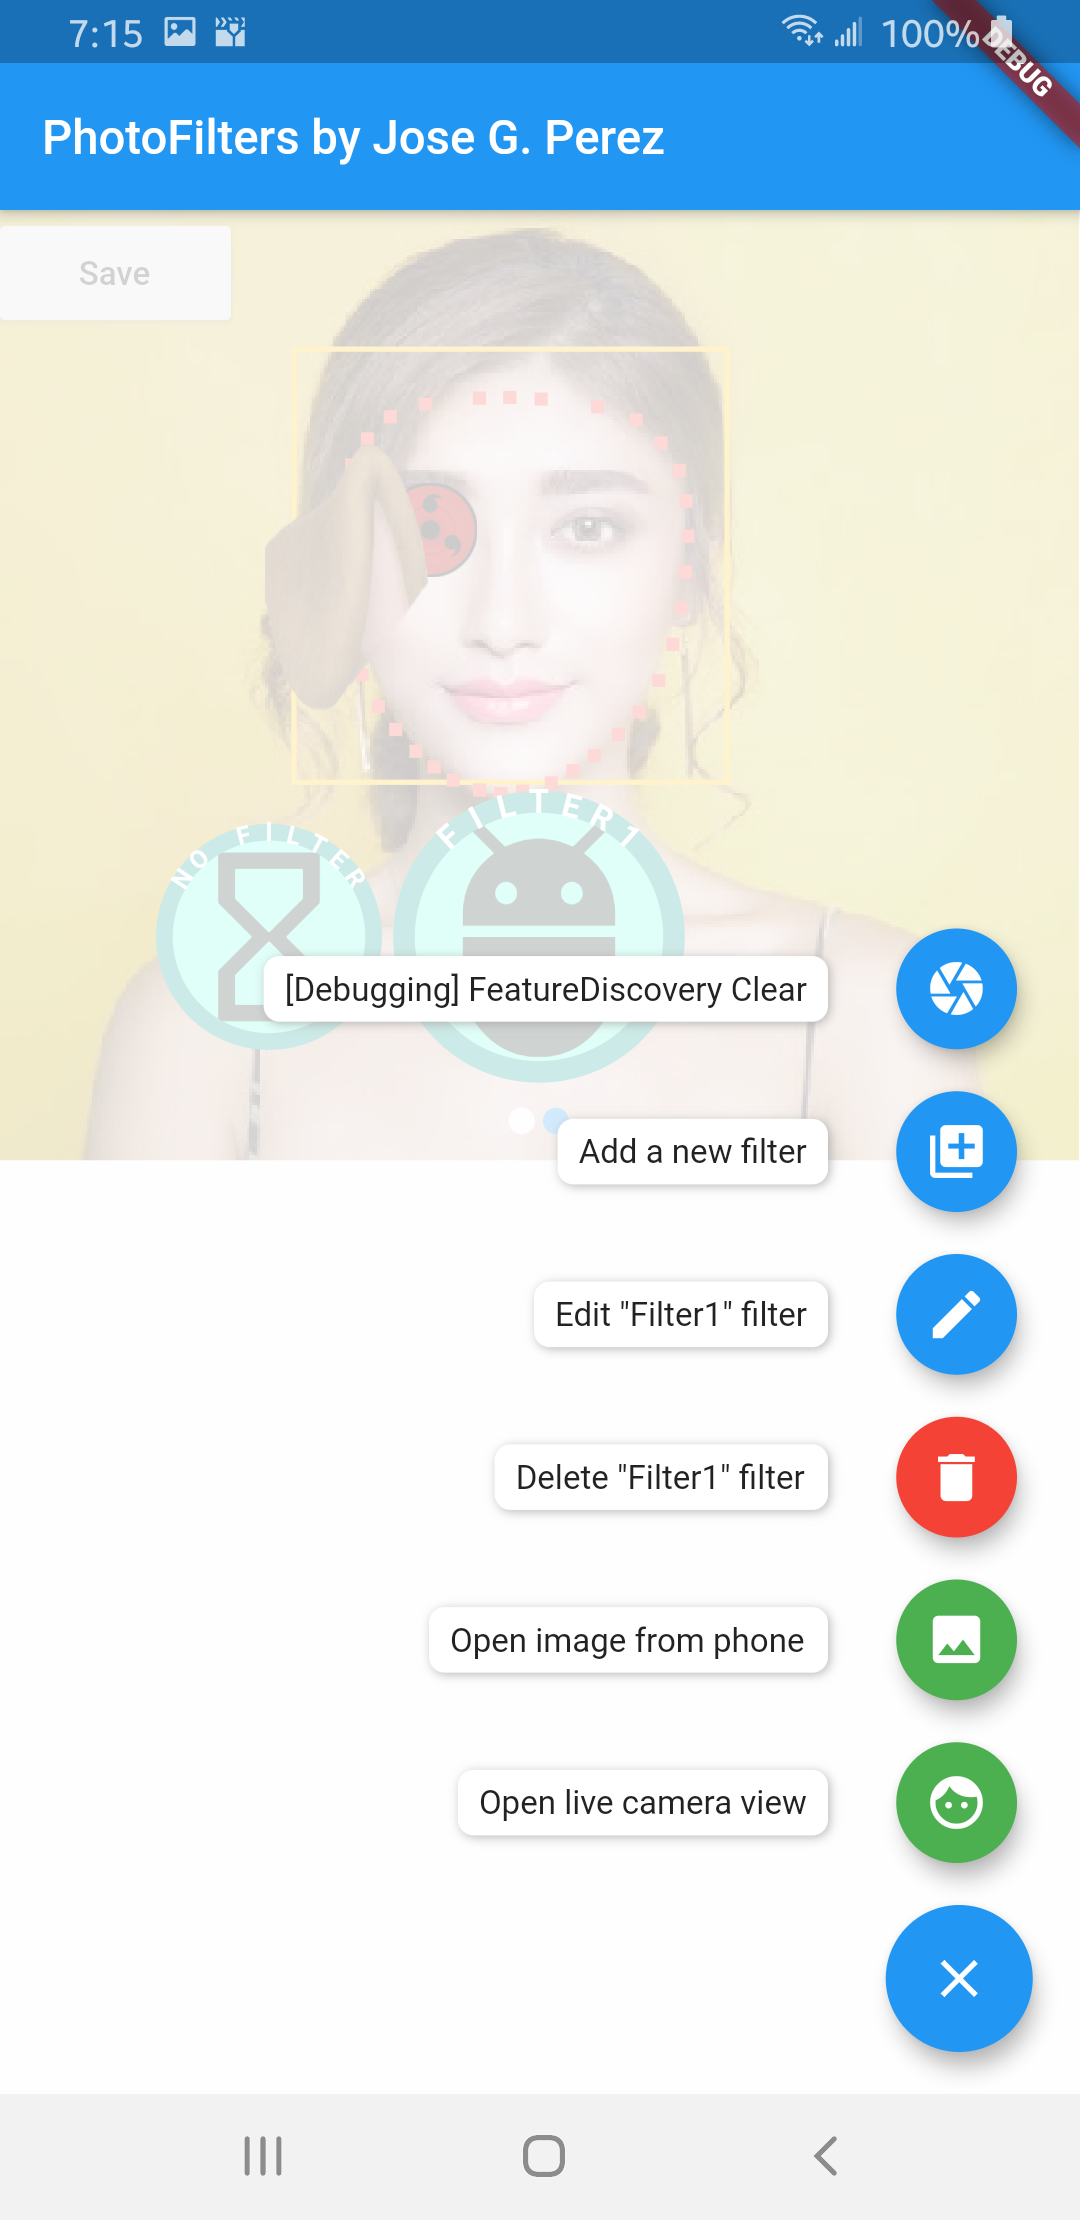 7:15
100%
DEBUG
PhotoFilters by Jose G. Perez
Save
NO FILTER
FILTER1
[Debugging] FeatureDiscovery Clear
Add a new filter
Edit "Filter1" filter
Delete "Filter1" filter
Open image from phone
Open live camera view